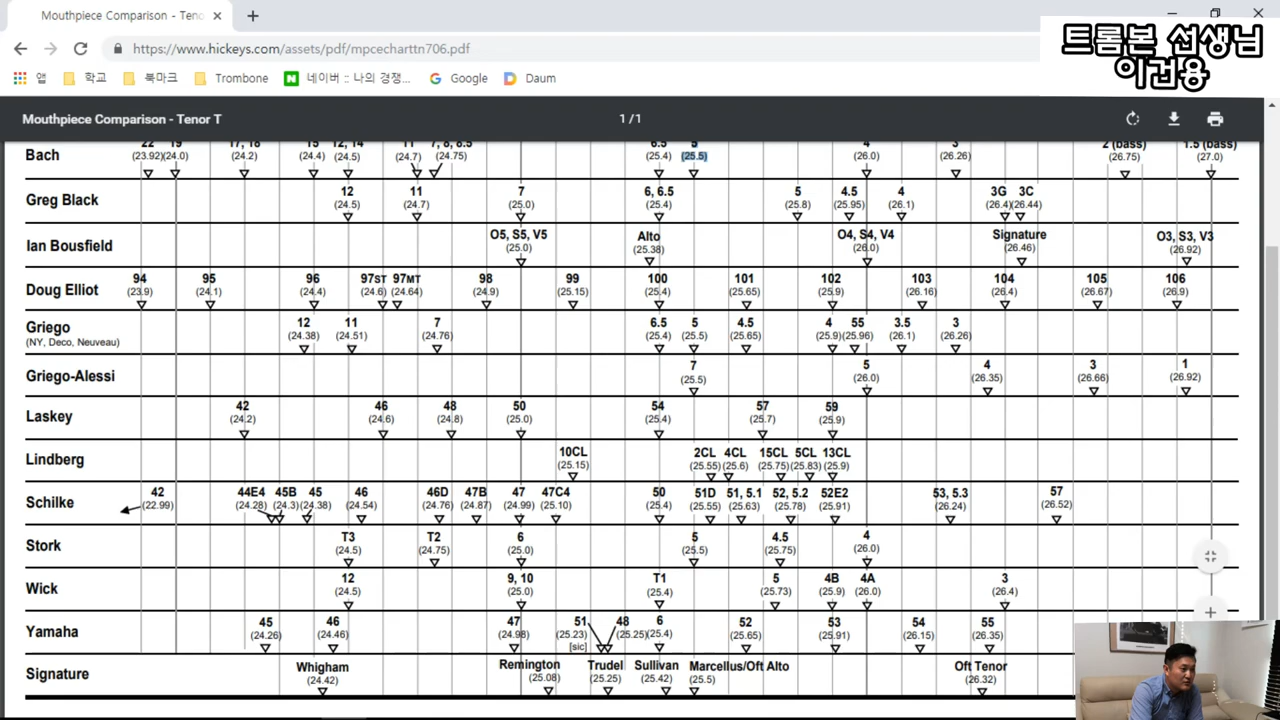 Mouthpiece Comparison - Teno
https://www.hickeys.com/assets/pdf/mpcecharttn706.pdf
트롬본 선생님
이건용
앱 학교 북마크 Trombone 네이버 :: 나의 경쟁... Google Daum
Mouthpiece Comparison - Tenor T 1 / 1
22 19 17, 18 15 12, 14 11 7, 8, 8.5 6.5 5 4 3 2 (bass) 1.5 (bass)
Bach (23.92) (24.0) (24.2) (24.4) (24.5) (24.7) (24.75) (25.4) (25.5) (26.0) (26.26) (26.75) (27.0)
12 11 7 6, 6.5 5 4.5 4 3G 3C
Greg Black (24.5) (24.7) (25.0) (25.4) (25.8) (25.95) (26.1) (26.4) (26.44)
O5, S5, V5 Alto O4, S4, V4 Signature O3, S3, V3
Ian Bousfield (25.0) (25.38) (26.0) (26.46) (26.92)
94 95 96 97ST 97MT 98 99 100 101 102 103 104 105 106
Doug Elliot (23.9) (24.1) (24.4) (24.6) (24.64) (24.9) (25.15) (25.4) (25.65) (25.9) (26.16) (26.4) (26.67) (26.9)
12 11 7 6.5 5 4.5 4 55 3.5 3
Griego (24.38) (24.51) (24.76) (25.4) (25.5) (25.65) (25.9) (25.96) (26.1) (26.26)
(NY, Deco, Neuveau)
7 5 4 3 1
Griego-Alessi (25.5) (26.0) (26.35) (26.66) (26.92)
42 46 48 50 54 57 59
Laskey (24.2) (24.6) (24.8) (25.0) (25.4) (25.7) (25.9)
10CL 2CL 4CL 15CL 5CL 13CL
Lindberg (25.15) (25.55) (25.6) (25.75) (25.83) (25.9)
42 44E4 45B 45 46 46D 47B 47 47C4 50 51D 51, 5.1 52, 5.2 52E2 53, 5.3 57
Schilke (22.99) (24.28) (24.3) (24.38) (24.54) (24.76) (24.87) (24.99) (25.10) (25.4) (25.55) (25.63) (25.78) (25.91) (26.24) (26.52)
T3 T2 6 5 4.5 4
Stork (24.5) (24.75) (25.0) (25.5) (25.75) (26.0)
12 9, 10 T1 5 4B 4A 3
Wick (24.5) (25.0) (25.4) (25.73) (25.9) (26.0) (26.4)
45 46 47 51 48 6 52 53 54 55
Yamaha (24.26) (24.46) (24.98) (25.23) (25.25) (25.4) (25.65) (25.91) (26.15) (26.35)
[sic]
Whigham Remington Trudel Sullivan Marcellus/Oft Alto Oft Tenor
Signature (24.42) (25.08) (25.25) (25.42) (25.5) (26.32)